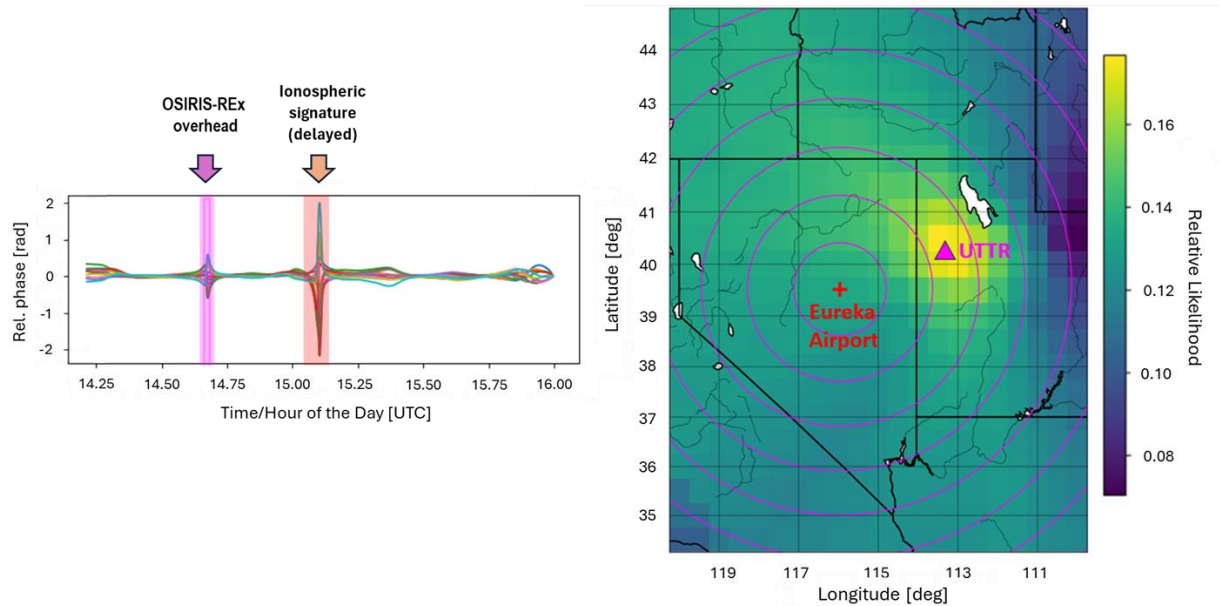 OSIRIS-REx
overhead
Ionospheric
signature
(delayed)
Rel. phase [rad]
2
1
0
-1
-2
14.25 14.50 14.75 15.00 15.25 15.50 15.75 16.00
Time/Hour of the Day [UTC]
Latitude [deg]
44
43
42
41
40
39
38
37
36
35
UTTR
Eureka
Airport
119 117 115 113 111
Longitude [deg]
0.16
0.14
0.12
0.10
0.08
Relative Likelihood